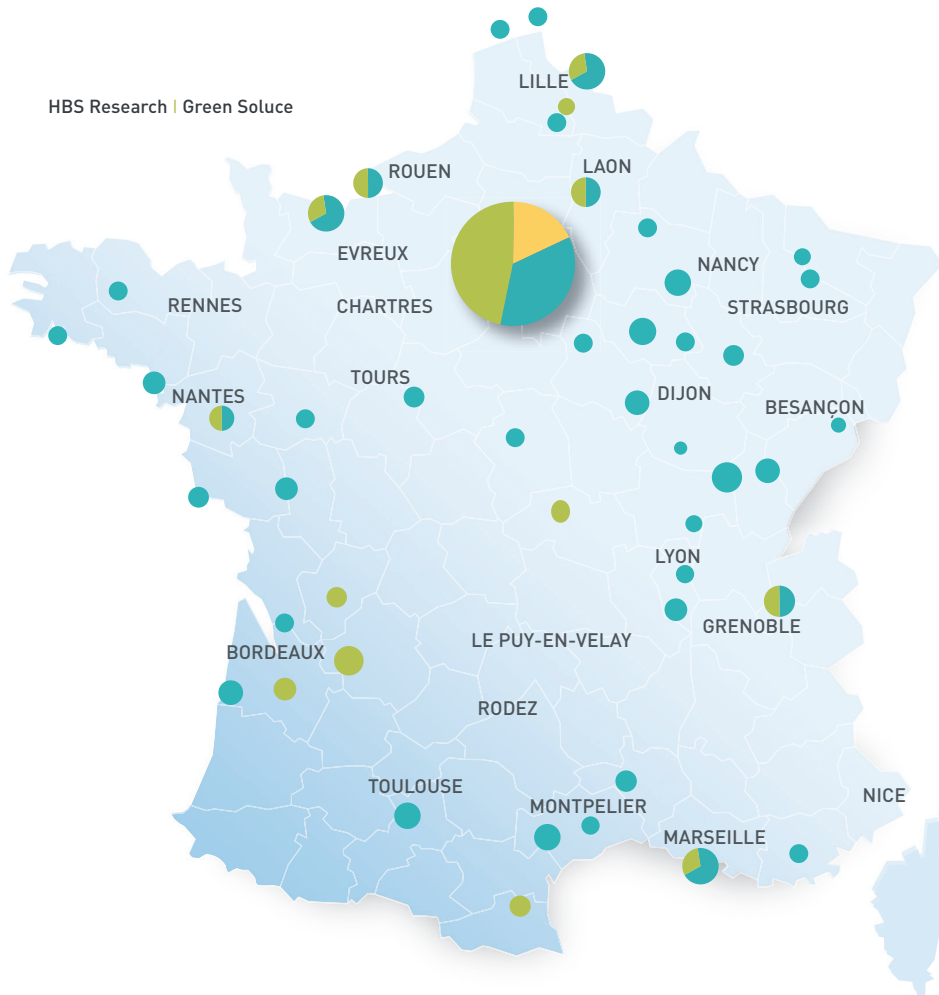 LILLE
HBS Research | Green Soluce
LAON
ROUEN
EVREUX
NANCY
RENNES
CHARTRES
STRASBOURG
TOURS
NANTES
DIJON
BESANÇON
LYON
GRENOBLE
LE PUY-EN-VELAY
BORDEAUX
RODEZ
TOULOUSE
NICE
MONTPELIER
MARSEILLE